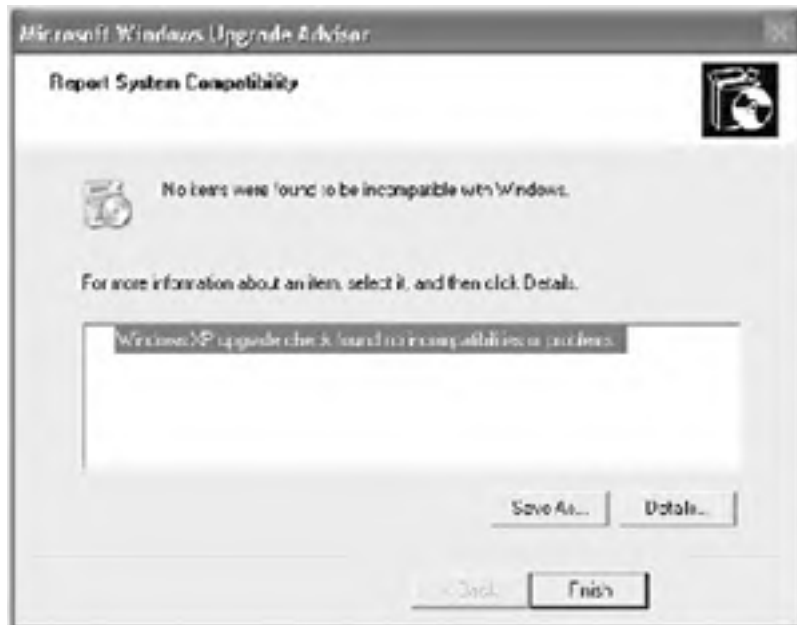 Microsoft Windows Upgrade Advisor
Report System Compatibility
No items were found to be incompatible with Windows.
For more information about an item, select it, and then click Details.
Windows XP upgrade check found no incompatibilities or problems.
Save As...
Details...
< Back
Finish